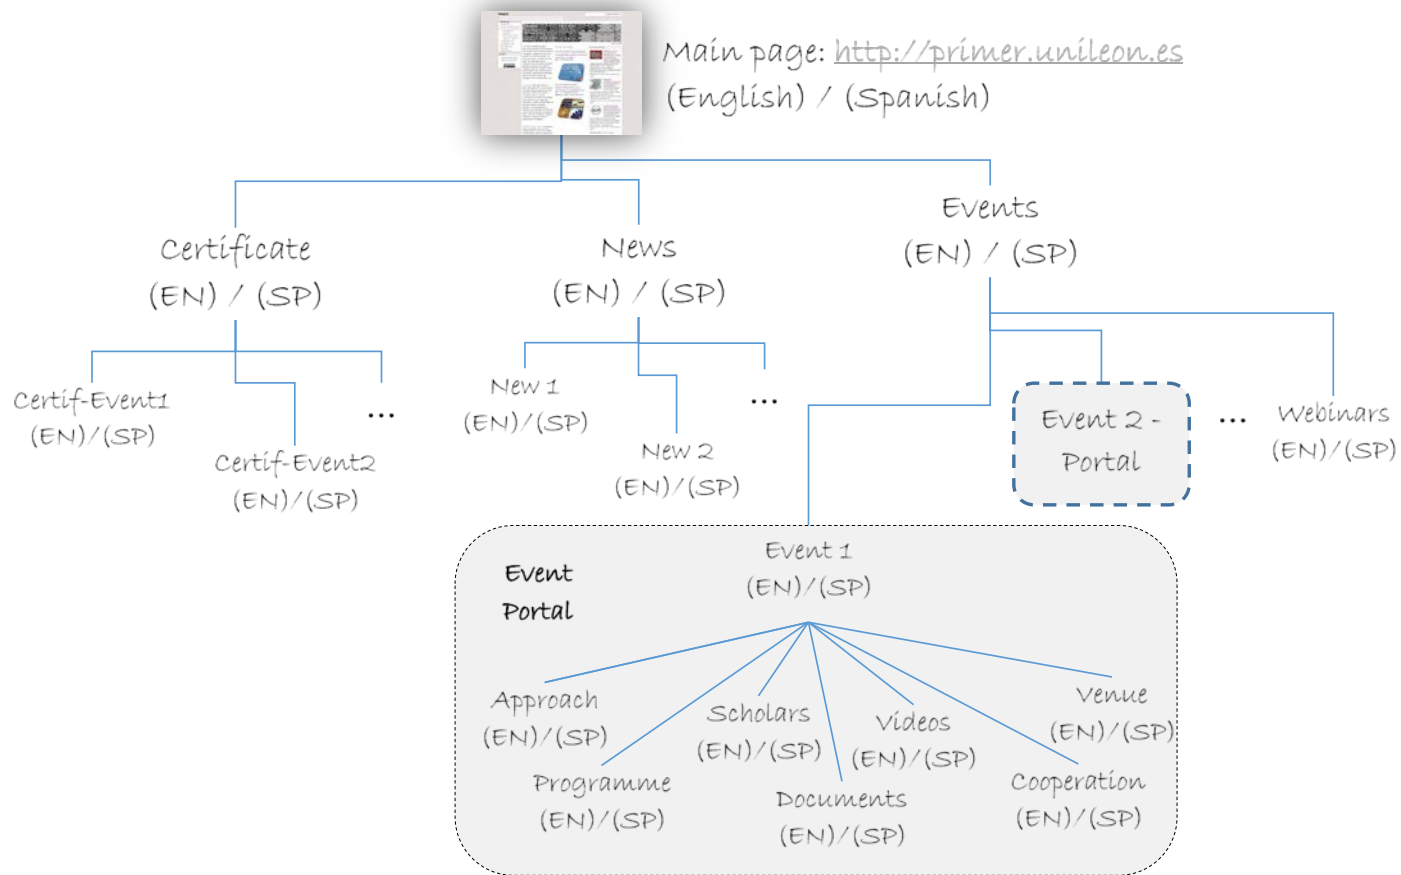 Main page: http://primer.unileon.es
(English) / (Spanish)
Certificate
(EN) / (SP)
News
(EN) / (SP)
Events
(EN) / (SP)
Certif-Event1
(EN)/(SP)
Certif-Event2
(EN)/(SP)
...
New 1
(EN)/(SP)
New 2
(EN)/(SP)
...
Event 2 -
Portal
...
Webinars
(EN)/(SP)
Event
Portal
Event 1
(EN)/(SP)
Approach
(EN)/(SP)
Programme
(EN)/(SP)
Scholars
(EN)/(SP)
Documents
(EN)/(SP)
Videos
(EN)/(SP)
Cooperation
(EN)/(SP)
Venue
(EN)/(SP)